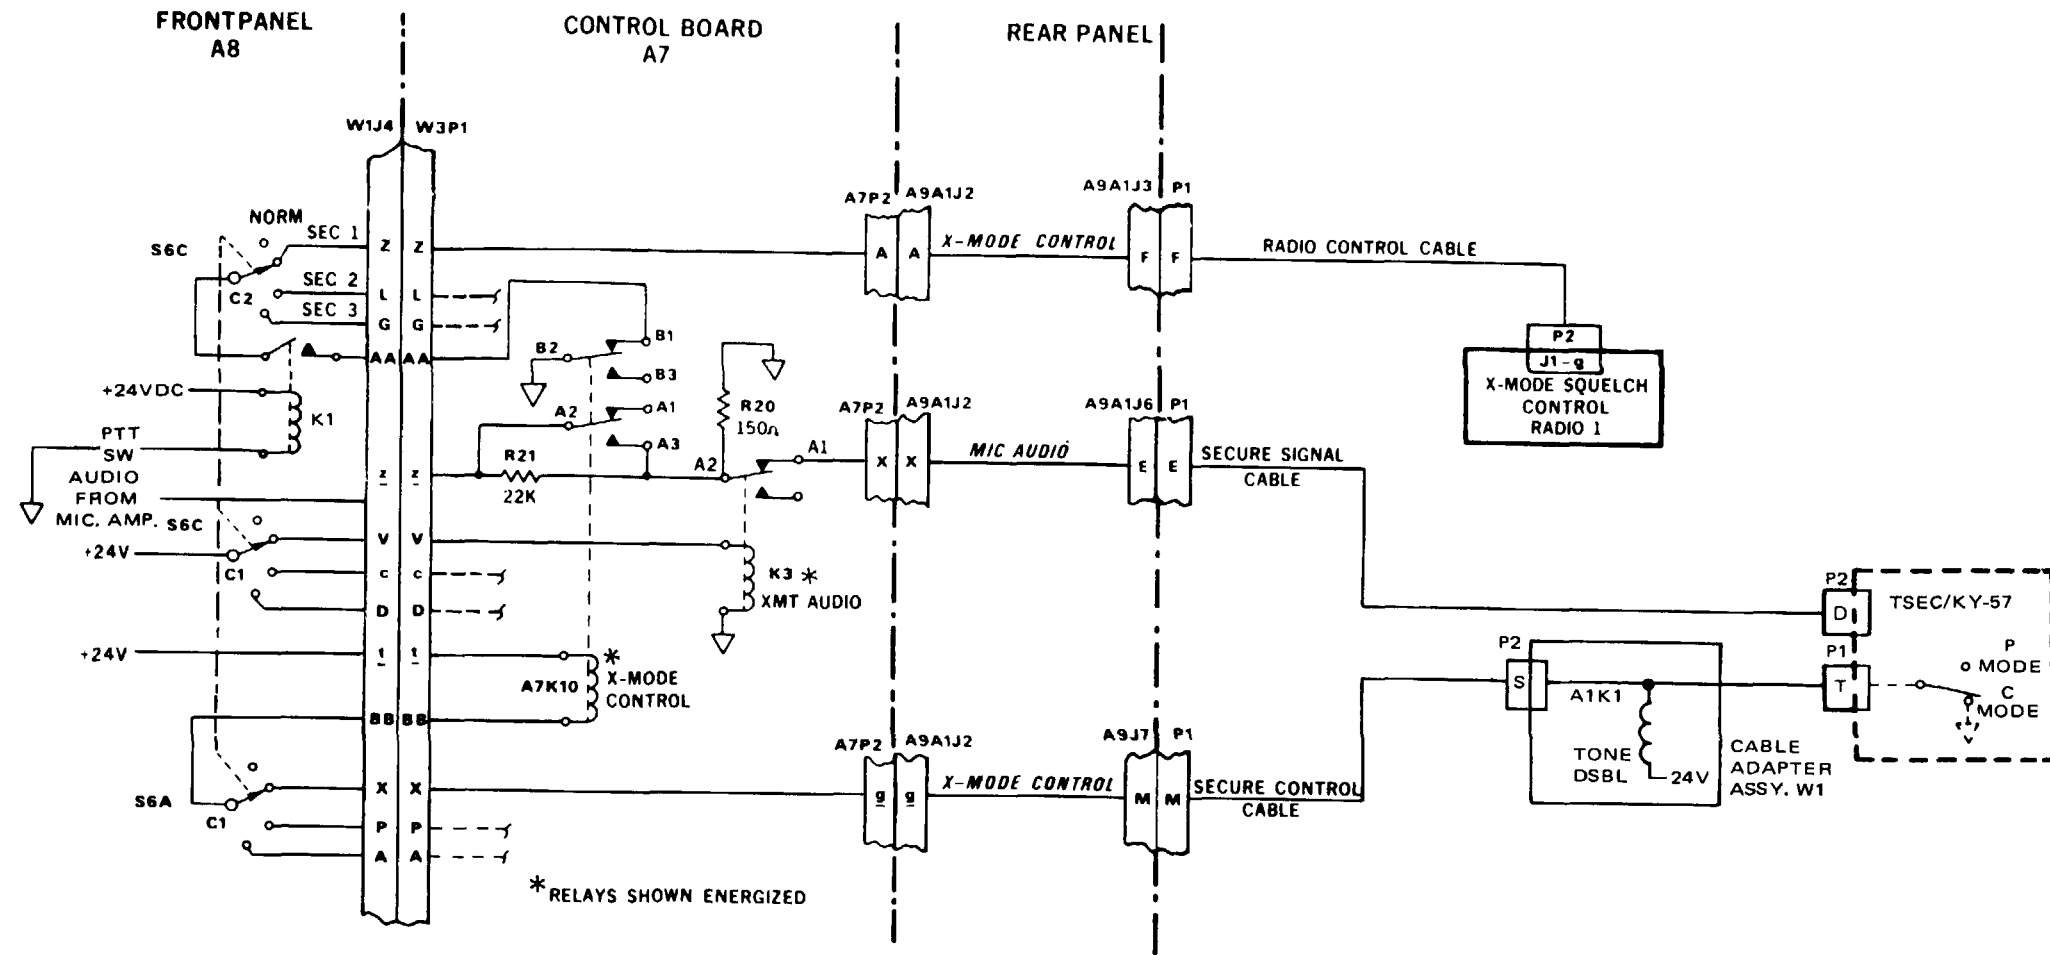 FRONTPANEL
A8
CONTROL BOARD
A7
REAR PANEL
W1J4 W3P1
NORM
S6C
SEC 1
Z Z
C2
SEC 2
L L
SEC 3
G G
AA AA
+24VDC
K1
PTT
SW
AUDIO
FROM
MIC. AMP.
z z
S6C
+24V
C1
V V
c c
D D
+24V
t t
BB BB
S6A
C1
X X
P P
A A
B1
B2
B3
A2
A1
A3
R21
22K
R20
150Ω
A2
A1
K3 *
XMT AUDIO
*
A7K10
X-MODE
CONTROL
* RELAYS SHOWN ENERGIZED
A7P2 A9A1J2
A A
X-MODE CONTROL
A9A1J3 P1
F F
RADIO CONTROL CABLE
P2
J1-g
X-MODE SQUELCH
CONTROL
RADIO 1
A7P2 A9A1J2
X X
MIC AUDIO
A9A1J6 P1
E E
SECURE SIGNAL
CABLE
A7P2 A9A1J2
g g
X-MODE CONTROL
A9J7 P1
M M
SECURE CONTROL
CABLE
P2
S
A1K1
TONE
DSBL
24V
CABLE
ADAPTER
ASSY. W1
P2
D
TSEC/KY-57
P1
T
P
MODE
C
MODE